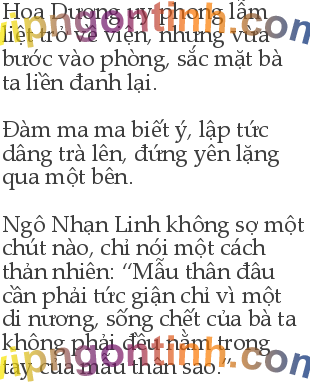 Hoa Dương uy phong lẫm
liệt trở về viện, nhưng vừa
bước vào phòng, sắc mặt bà
ta liền đanh lại.
Đàm ma ma biết ý, lập tức
dâng trà lên, đứng yên lặng
qua một bên.
Ngô Nhạn Linh không sợ một
chút nào, chỉ nói một cách
thản nhiên: “Mẫu thân đâu
cần phải tức giận chỉ vì một
di nương, sống chết của bà ta
không phải đều nằm trong
tay của mẫu thân sao.”
vipngontinh.com
vipngontinh.com